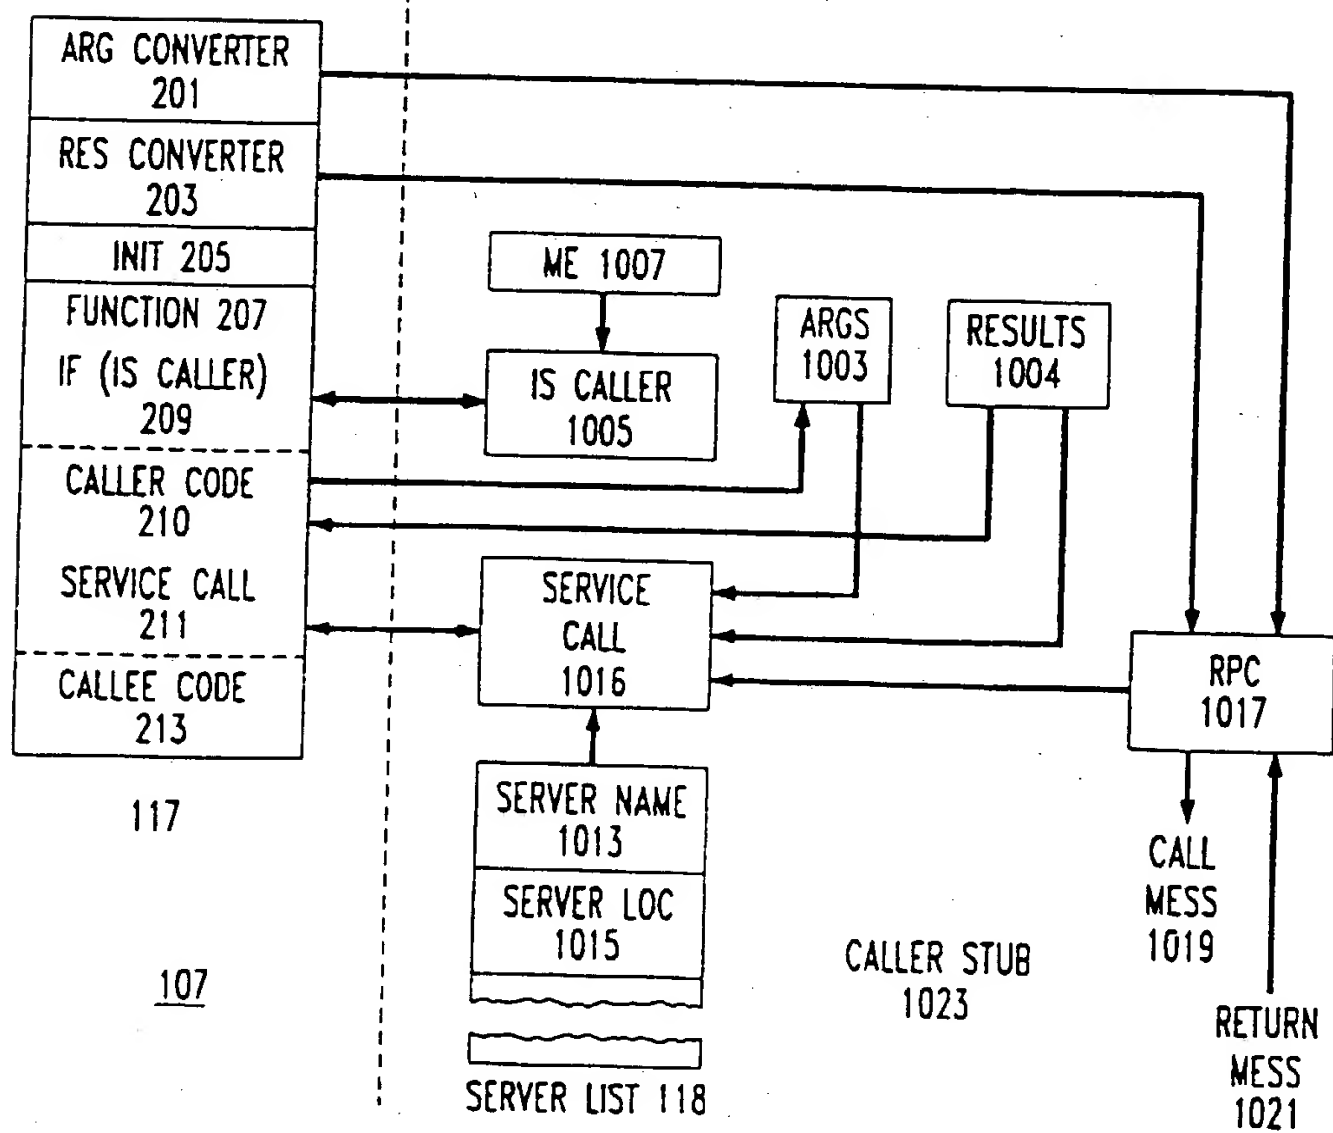 ARG CONVERTER
201
RES CONVERTER
203
INIT 205
FUNCTION 207
IF (IS CALLER)
209
CALLER CODE
210
SERVICE CALL
211
CALLEE CODE
213
117
107
ME 1007
IS CALLER
1005
ARGS
1003
RESULTS
1004
SERVICE
CALL
1016
SERVER NAME
1013
SERVER LOC
1015
SERVER LIST 118
RPC
1017
CALL
MESS
1019
RETURN
MESS
1021
CALLER STUB
1023